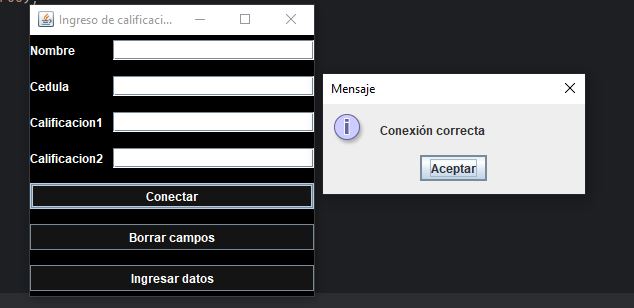 Ingreso de calificaci...
Nombre
Cedula
Calificacion1
Calificacion2
Conectar
Borrar campos
Ingresar datos
Mensaje
Conexión correcta
Aceptar